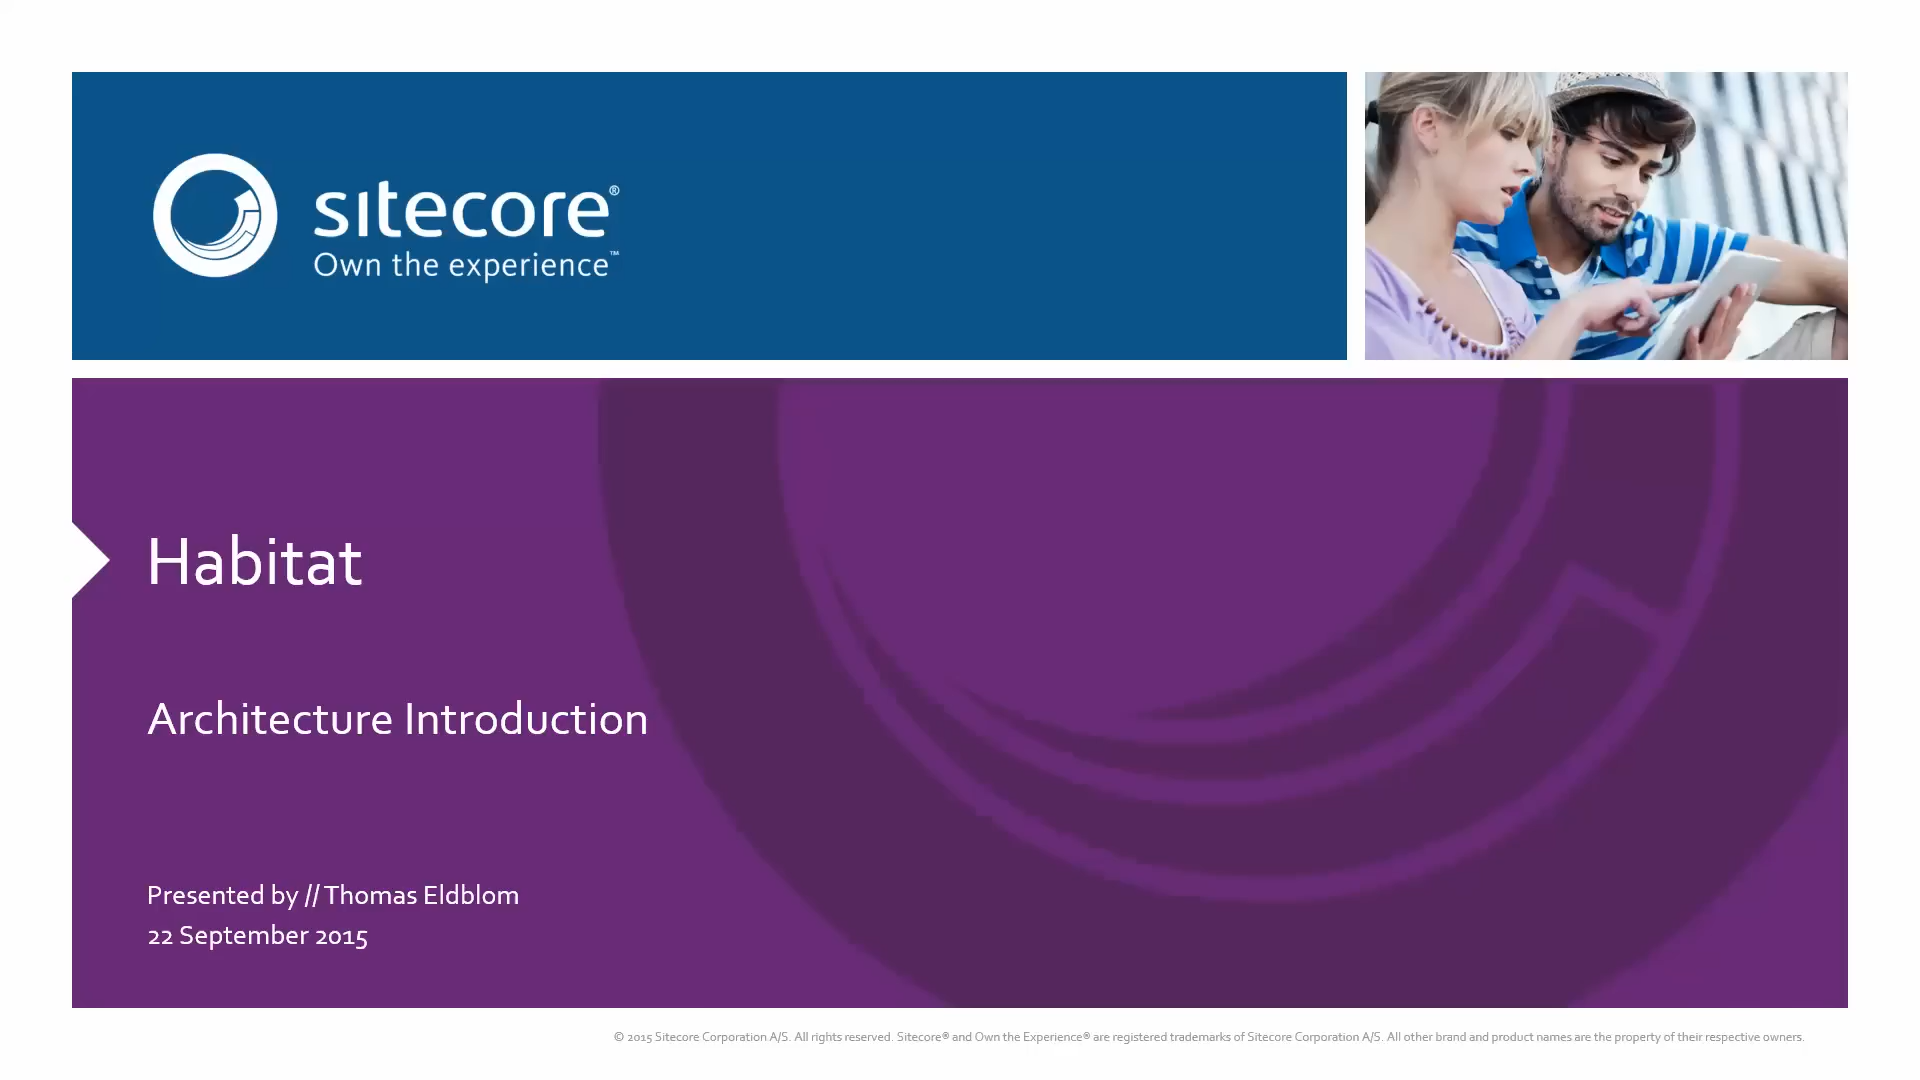 sitecore®
Own the experience™
Habitat
Architecture Introduction
Presented by // Thomas Eldblom
22 September 2015
© 2015 Sitecore Corporation A/S. All rights reserved. Sitecore® and Own the Experience® are registered trademarks of Sitecore Corporation A/S. All other brand and product names are the property of their respective owners.